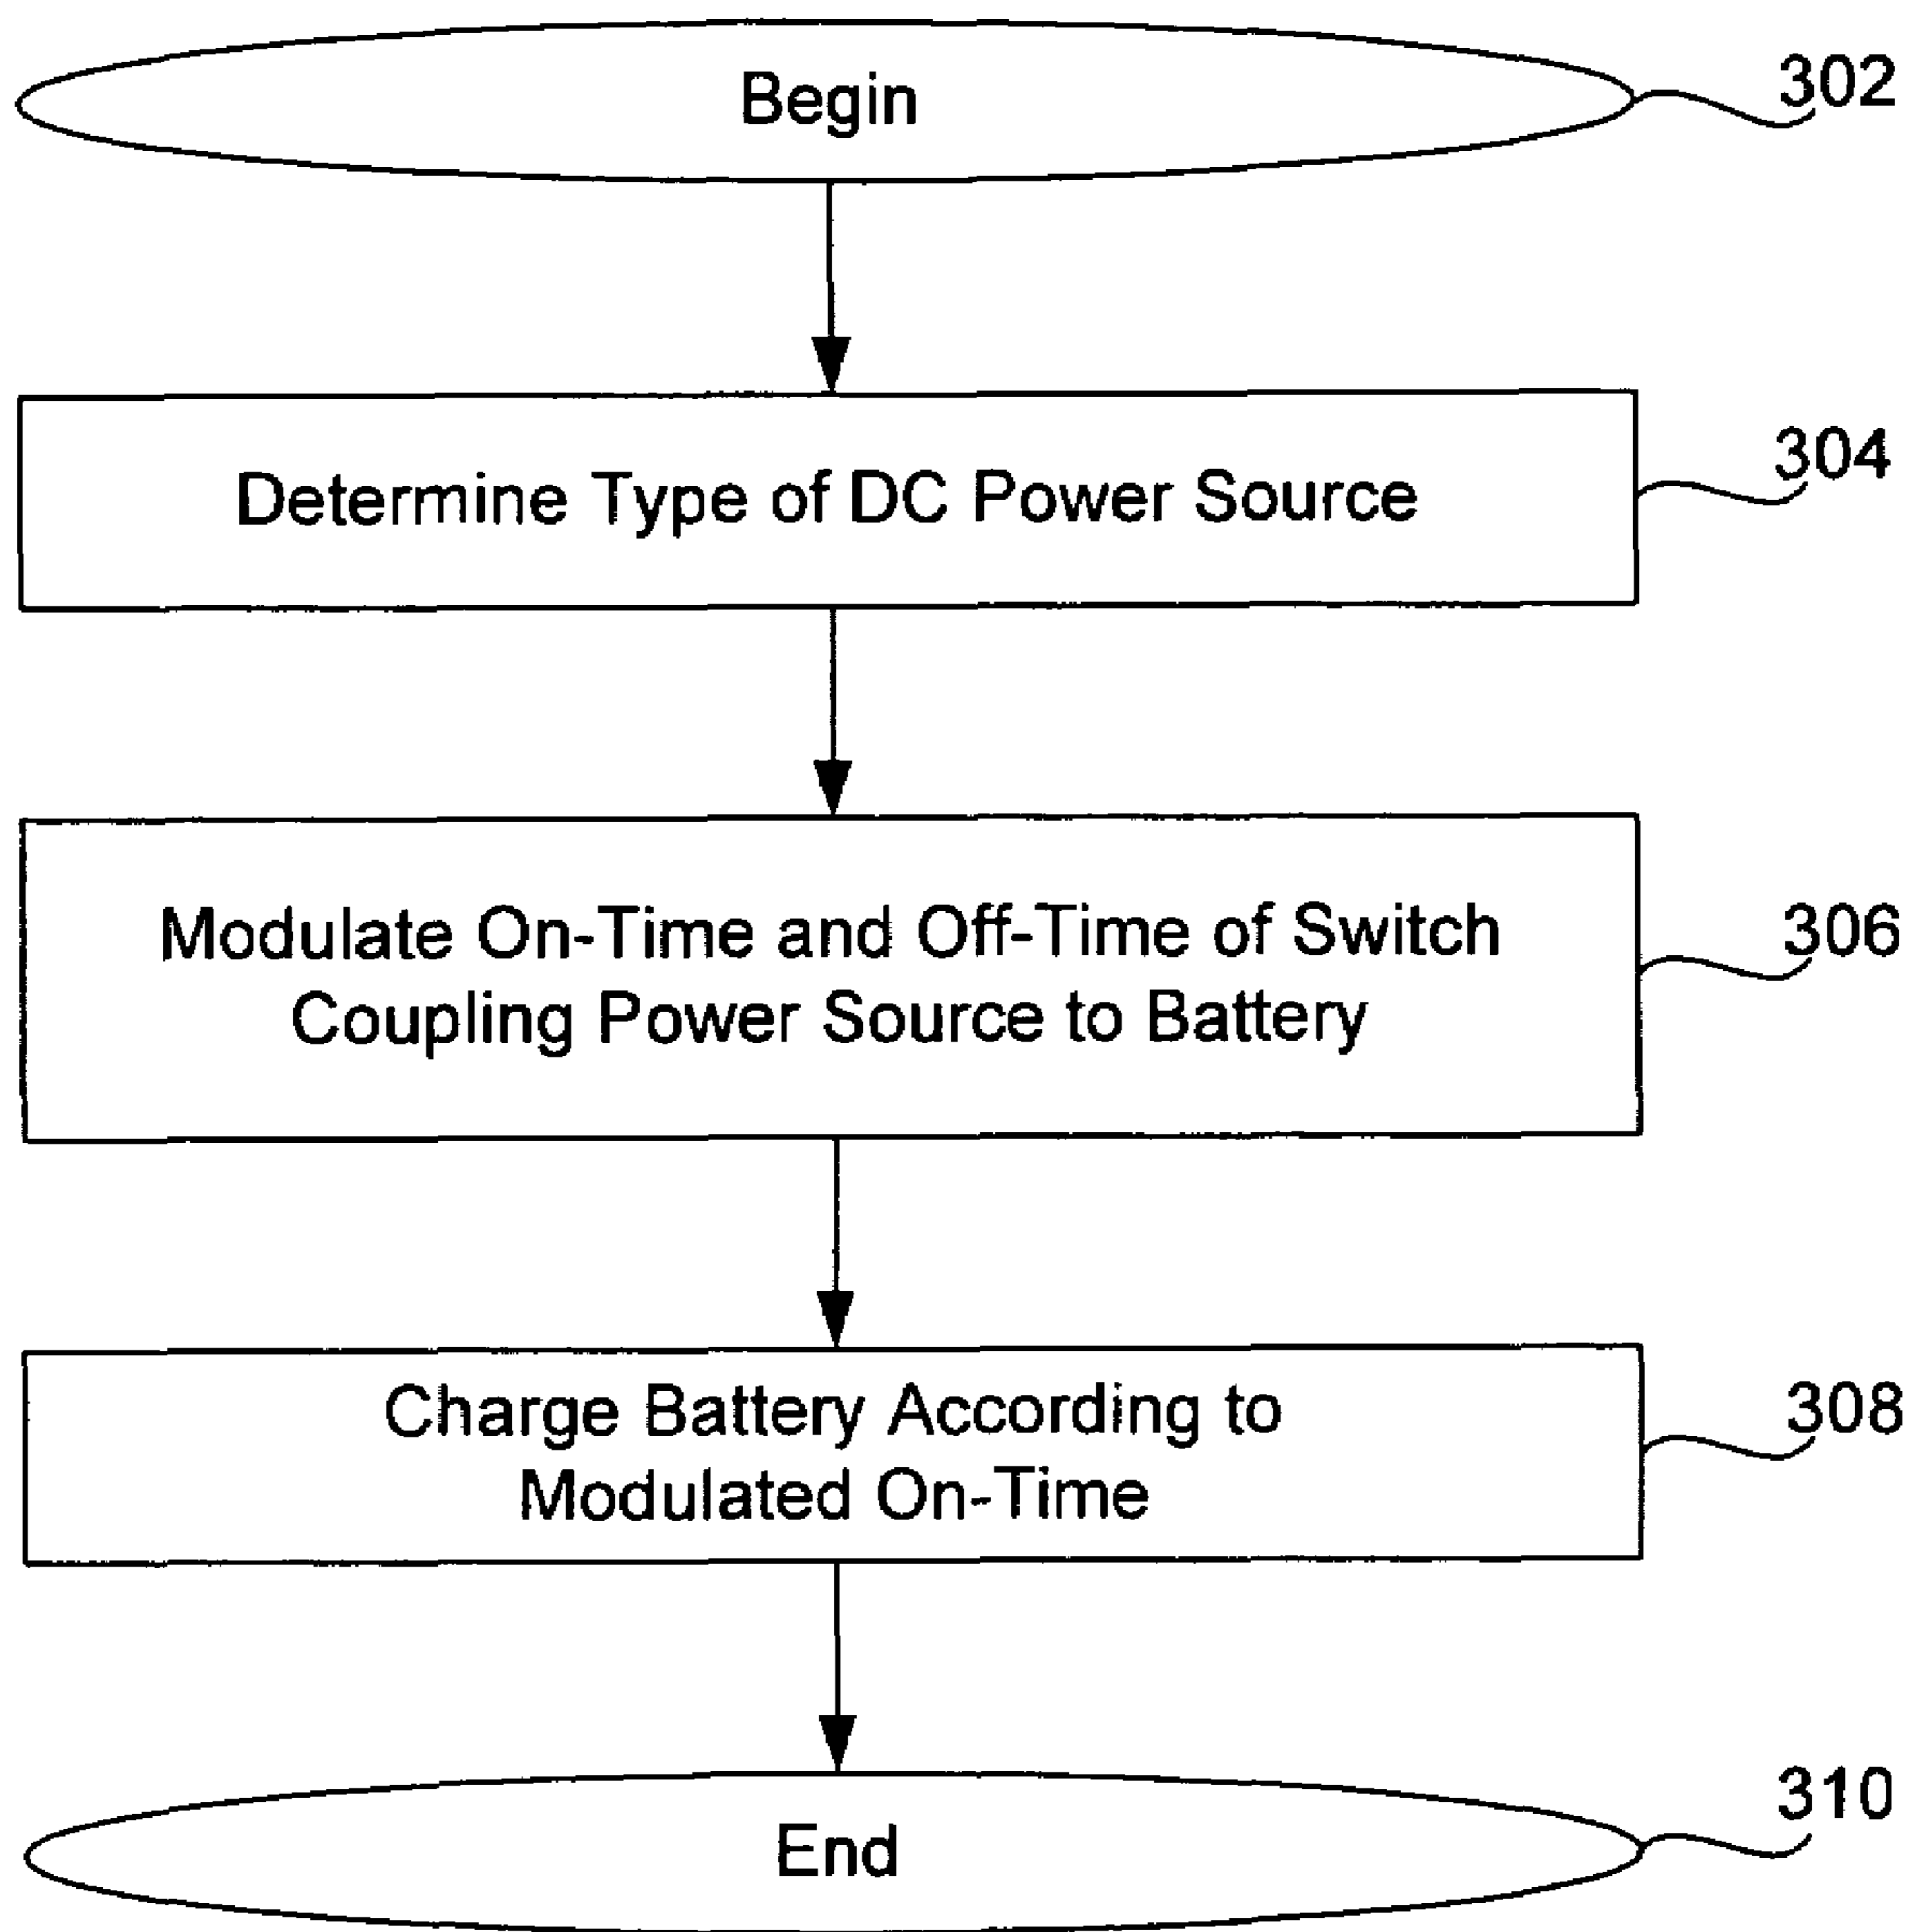 Begin
302
Determine Type of DC Power Source
304
Modulate On-Time and Off-Time of Switch
Coupling Power Source to Battery
306
Charge Battery According to
Modulated On-Time
308
End
310